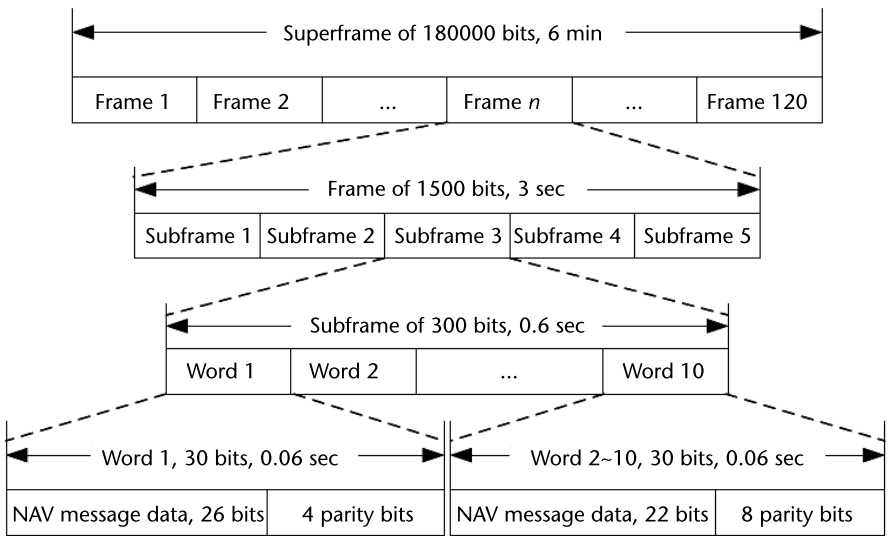 Superframe of 180000 bits, 6 min
Frame 1 Frame 2 ... Frame n ... Frame 120
Frame of 1500 bits, 3 sec
Subframe 1 Subframe 2 Subframe 3 Subframe 4 Subframe 5
Subframe of 300 bits, 0.6 sec
Word 1 Word 2 ... Word 10
Word 1, 30 bits, 0.06 sec Word 2~10, 30 bits, 0.06 sec
NAV message data, 26 bits 4 parity bits NAV message data, 22 bits 8 parity bits